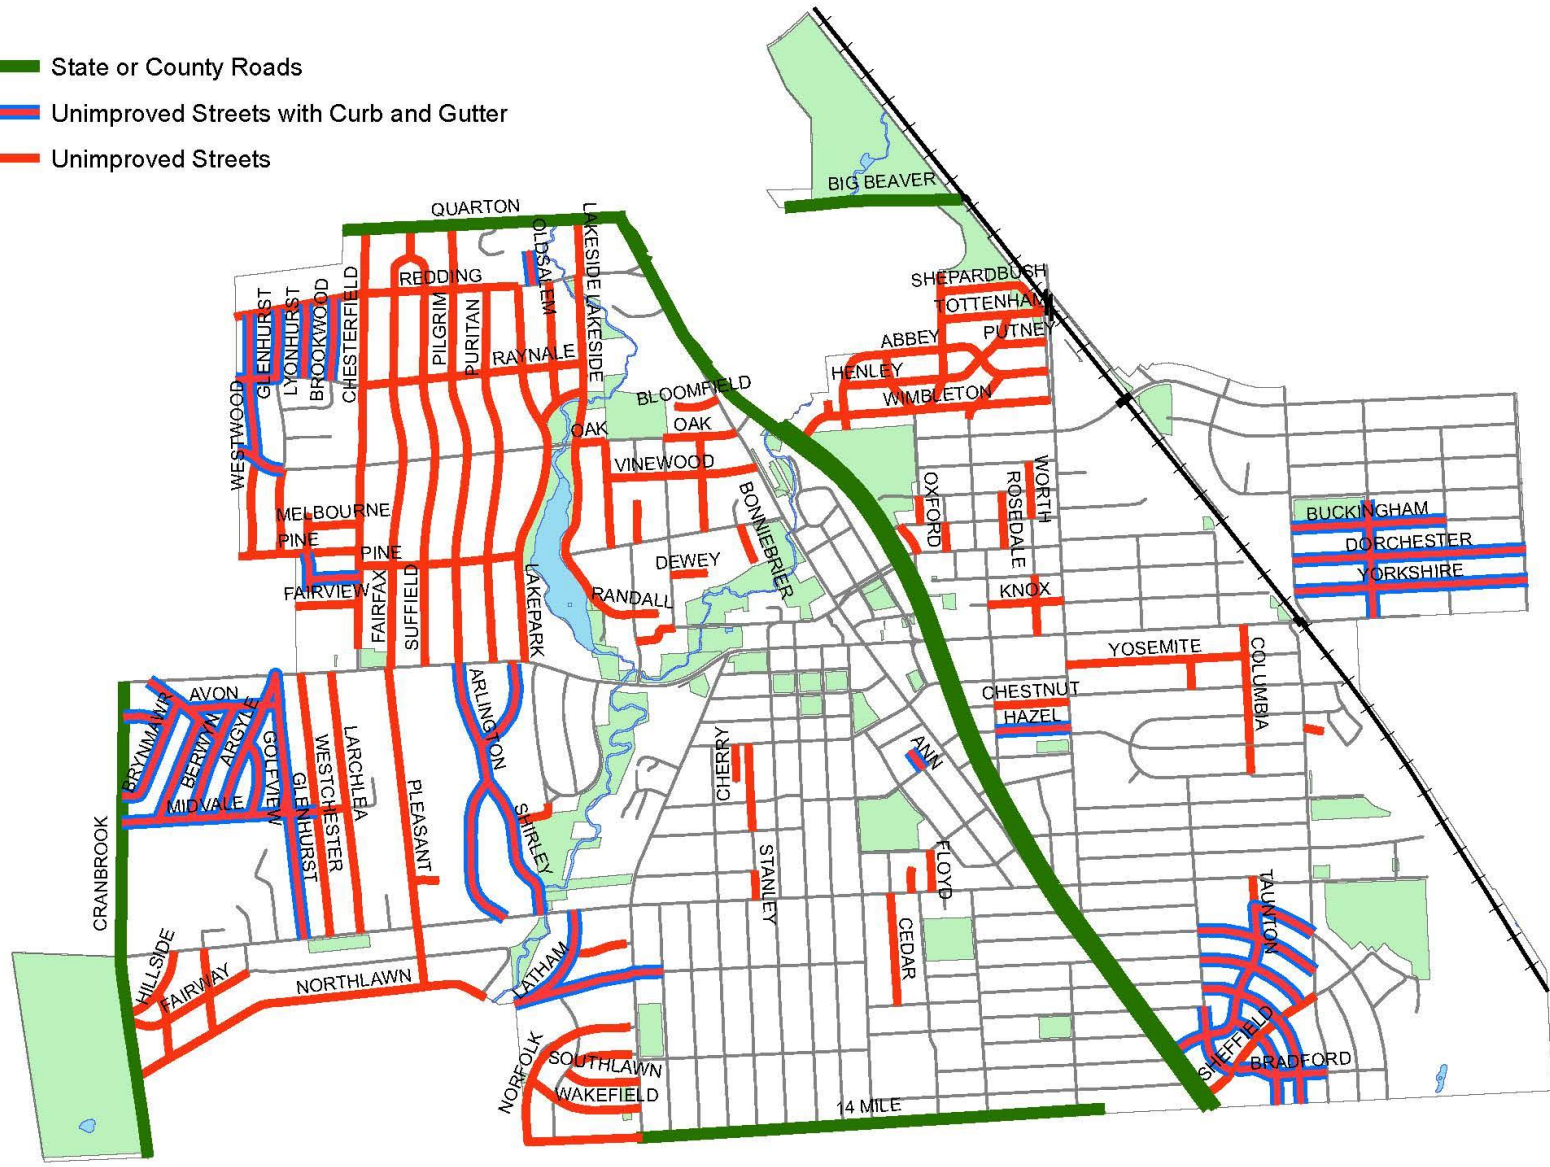 State or County Roads
Unimproved Streets with Curb and Gutter
Unimproved Streets
BIG BEAVER
QUARTON
OLDSALEM
LAKESIDE LAKESIDE
REDDING
SHEPARDBUSH
TOTTENHAM
PUTNEY
ABBEY
HENLEY
WIMBLETON
GLENHURST
LYONHURST
BROOKWOOD
CHESTERFIELD
PILGRIM
PURITAN
RAYNALE
WESTWOOD
BLOOMFIELD
OAK
OAK
VINEWOOD
BONNIEBRIER
OXFORD
ROSEDALE
WORTH
MELBOURNE
PINE
PINE
FAIRVIEW
FAIRFAX
SUFFIELD
LAKEPARK
DEWEY
RANDALL
KNOX
BUCKINGHAM
DORCHESTER
YORKSHIRE
YOSEMITE
COLUMBIA
CHESTNUT
HAZEL
ANN
AVON
BRYNMAWR
BERWYN
ARGYLE
GOLFVIEW
MIDVALE
GLENHURST
WESTCHESTER
LARCHLEA
PLEASANT
ARLINGTON
SHIRLEY
CHERRY
STANLEY
FLOYD
CEDAR
TAUNTON
CRANBROOK
HILLSIDE
FAIRWAY
NORTHLAWN
LATHAM
NORFOLK
SOUTHLAWN
WAKEFIELD
14 MILE
SHEFFIELD
BRADFORD